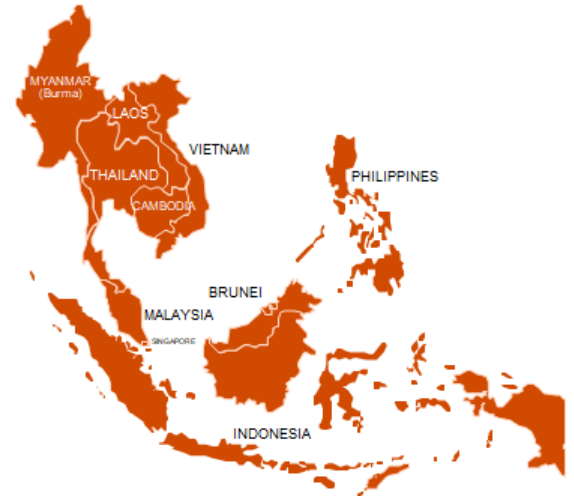 MYANMAR
(Burma)
LAOS
VIETNAM
THAILAND
PHILIPPINES
CAMBODIA
BRUNEI
MALAYSIA
SINGAPORE
INDONESIA